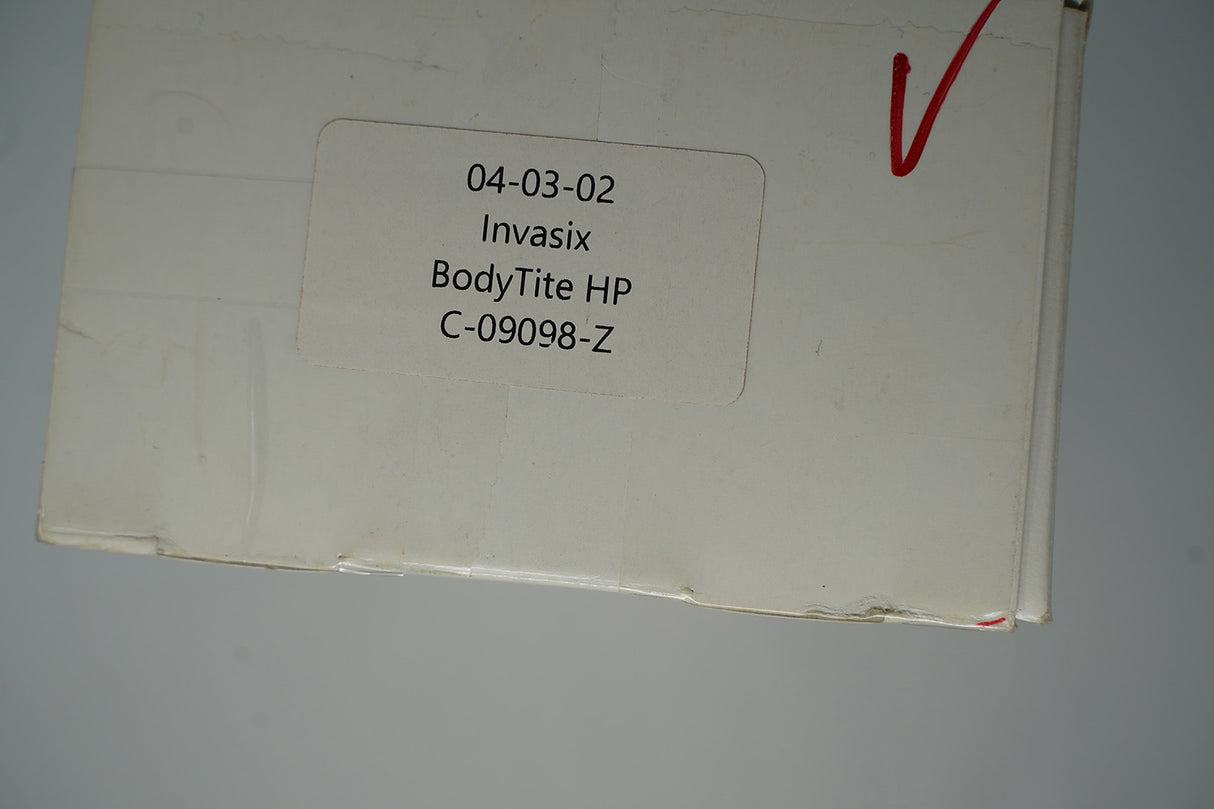 04-03-02
Invasix
BodyTite HP
C-09098-Z